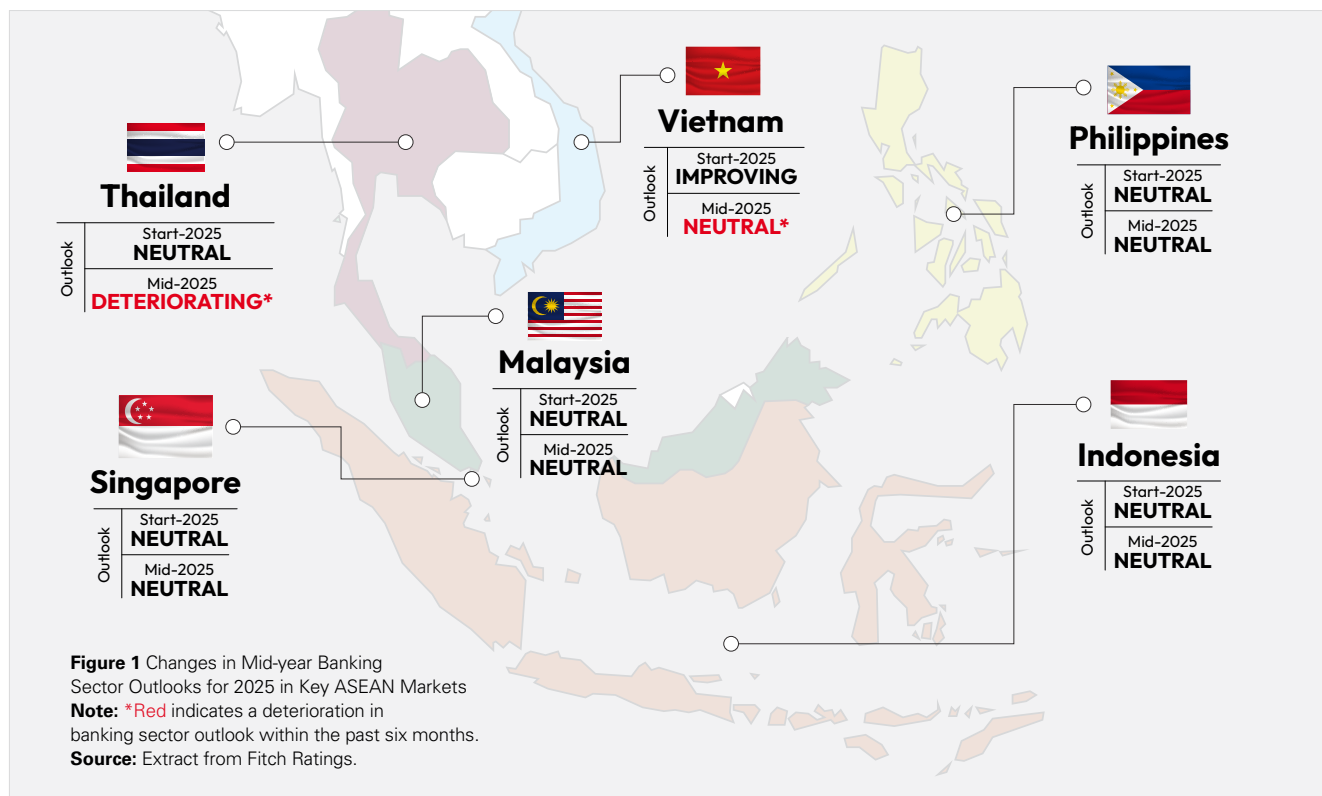 Thailand
Outlook
Start-2025
NEUTRAL
Mid-2025
DETERIORATING*
Vietnam
Outlook
Start-2025
IMPROVING
Mid-2025
NEUTRAL*
Philippines
Outlook
Start-2025
NEUTRAL
Mid-2025
NEUTRAL
Malaysia
Outlook
Start-2025
NEUTRAL
Mid-2025
NEUTRAL
Singapore
Outlook
Start-2025
NEUTRAL
Mid-2025
NEUTRAL
Indonesia
Outlook
Start-2025
NEUTRAL
Mid-2025
NEUTRAL
Figure 1 Changes in Mid-year Banking
Sector Outlooks for 2025 in Key ASEAN Markets
Note: *Red indicates a deterioration in
banking sector outlook within the past six months.
Source: Extract from Fitch Ratings.